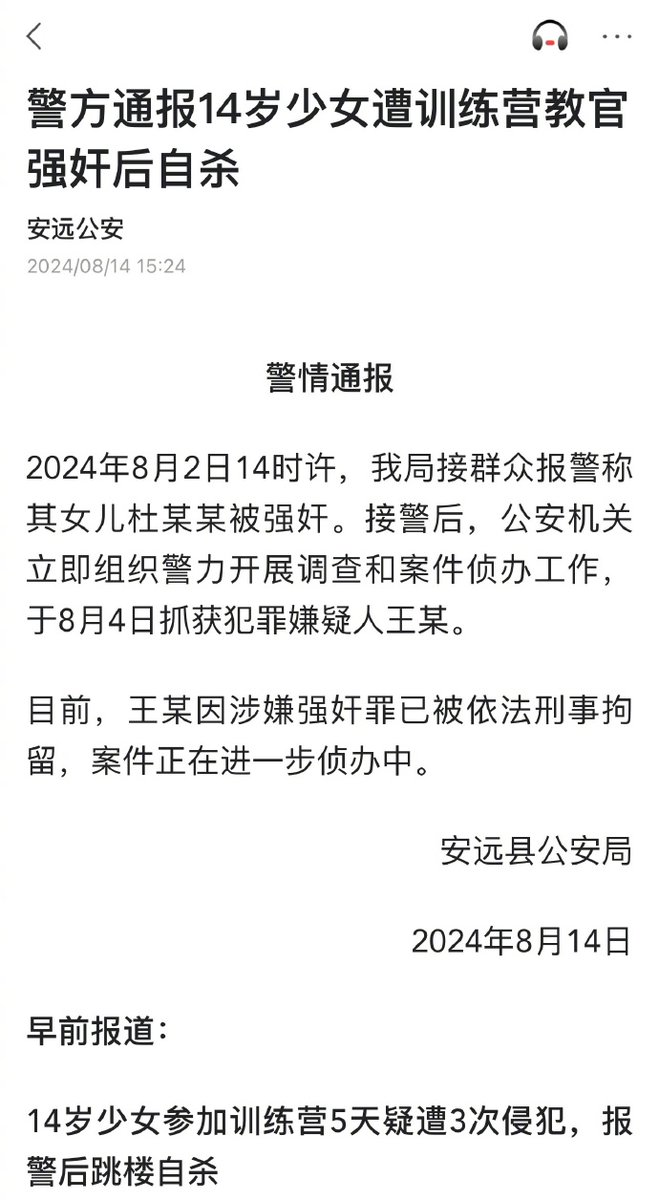 警方通报14岁少女遭训练营教官
强奸后自杀
安远公安
2024/08/14 15:24
警情通报
2024年8月2日14时许，我局接群众报警称
其女儿杜某某被强奸。接警后，公安机关
立即组织警力开展调查和案件侦办工作，
于8月4日抓获犯罪嫌疑人王某。
目前，王某因涉嫌强奸罪已被依法刑事拘
留，案件正在进一步侦办中。
安远县公安局
2024年8月14日
早前报道：
14岁少女参加训练营5天疑遭3次侵犯，报
警后跳楼自杀